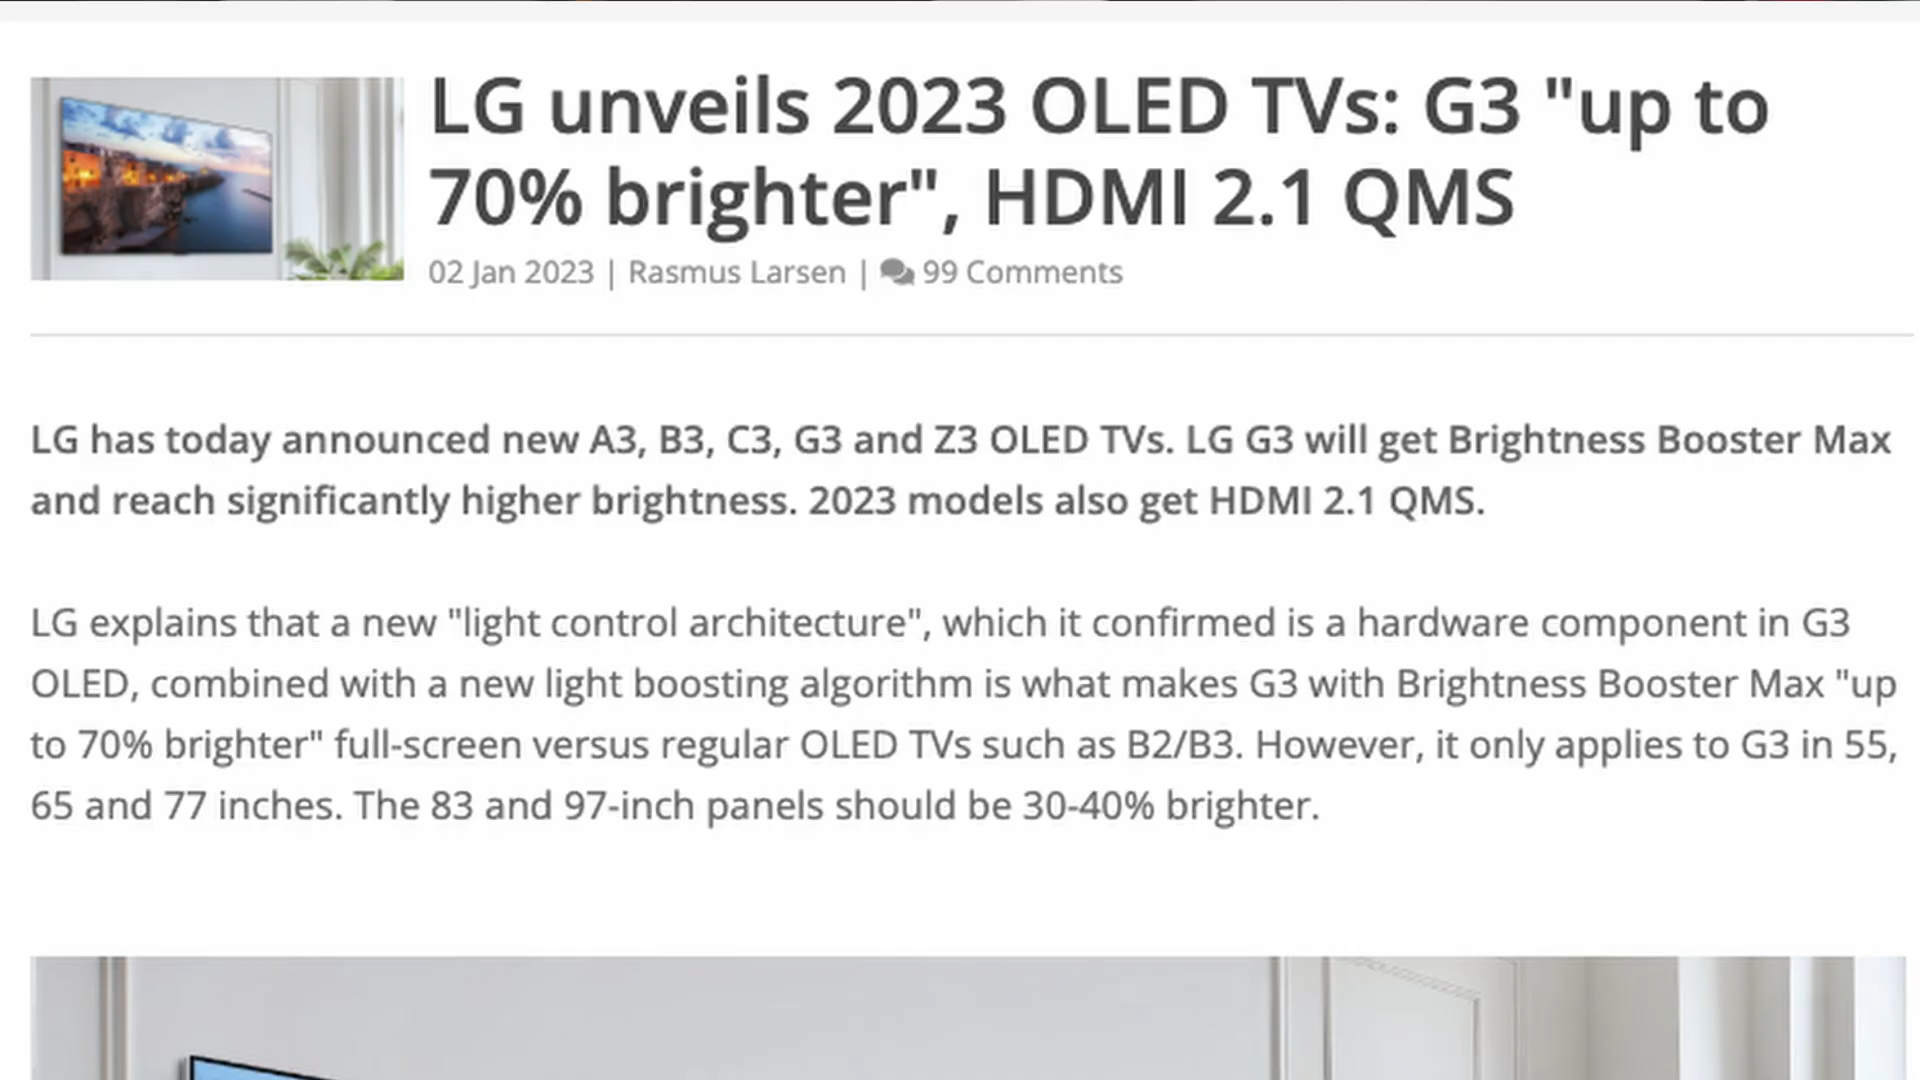 LG unveils 2023 OLED TVs: G3 "up to
70% brighter", HDMI 2.1 QMS
02 Jan 2023 | Rasmus Larsen | 99 Comments
LG has today announced new A3, B3, C3, G3 and Z3 OLED TVs. LG G3 will get Brightness Booster Max
and reach significantly higher brightness. 2023 models also get HDMI 2.1 QMS.
LG explains that a new "light control architecture", which it confirmed is a hardware component in G3
OLED, combined with a new light boosting algorithm is what makes G3 with Brightness Booster Max "up
to 70% brighter" full-screen versus regular OLED TVs such as B2/B3. However, it only applies to G3 in 55,
65 and 77 inches. The 83 and 97-inch panels should be 30-40% brighter.